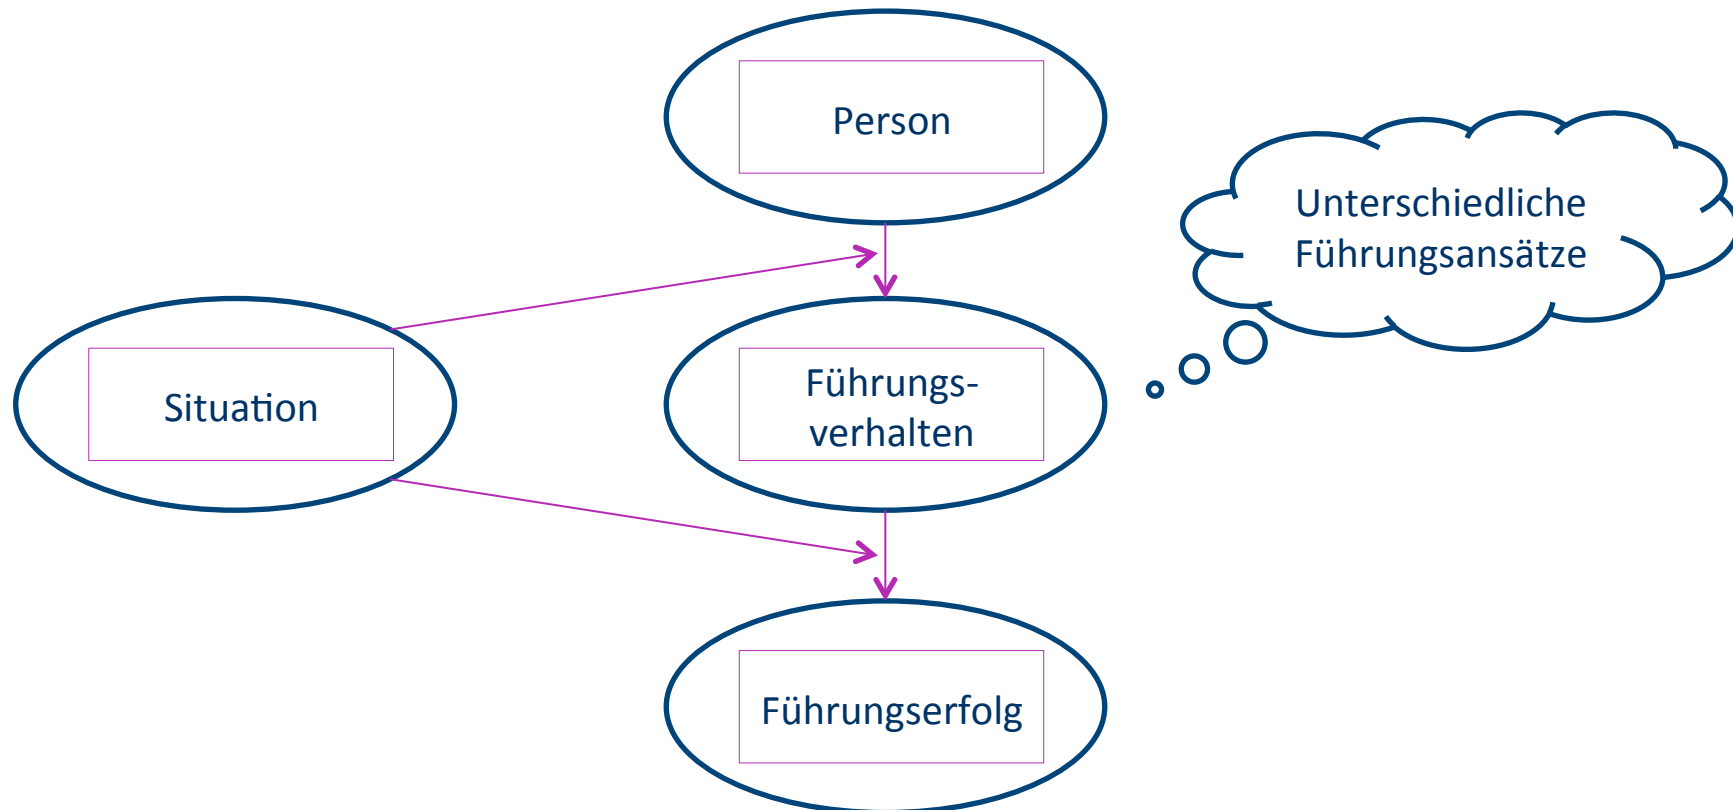 Person
Unterschiedliche
Führungsansätze
Situation
Führungs-
verhalten
Führungserfolg